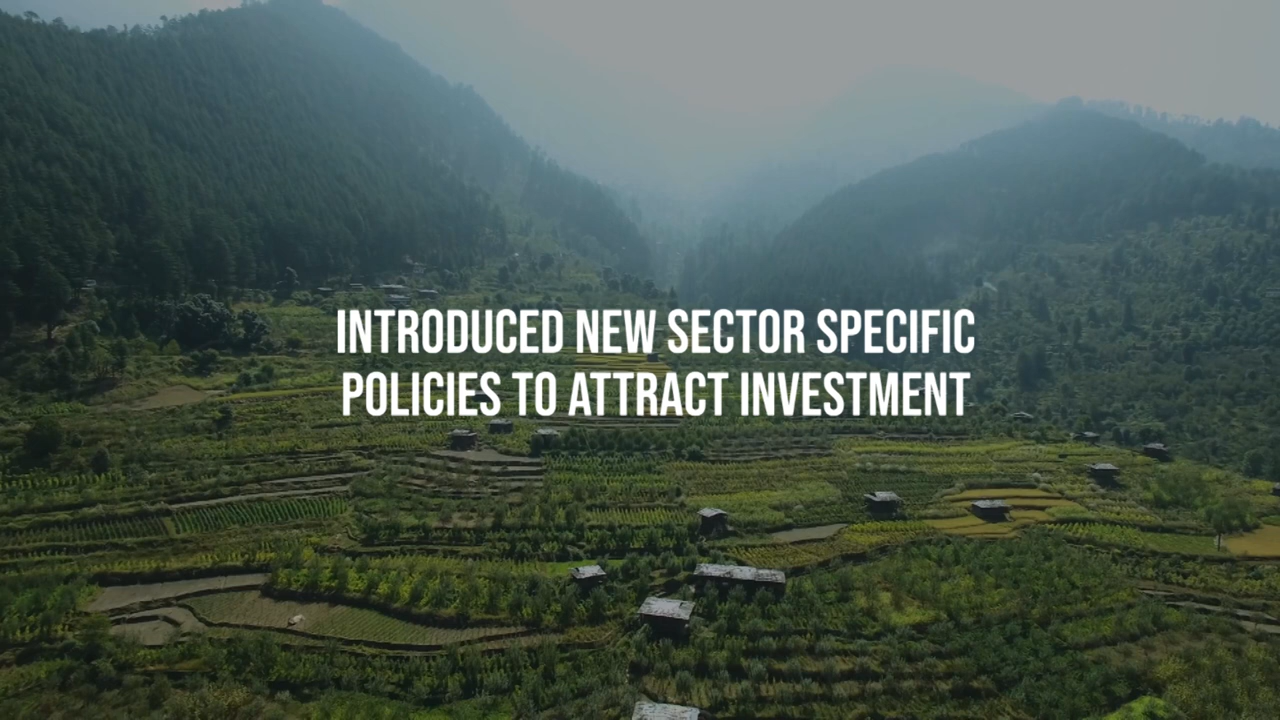 INTRODUCED NEW SECTOR SPECIFIC
POLICIES TO ATTRACT INVESTMENT